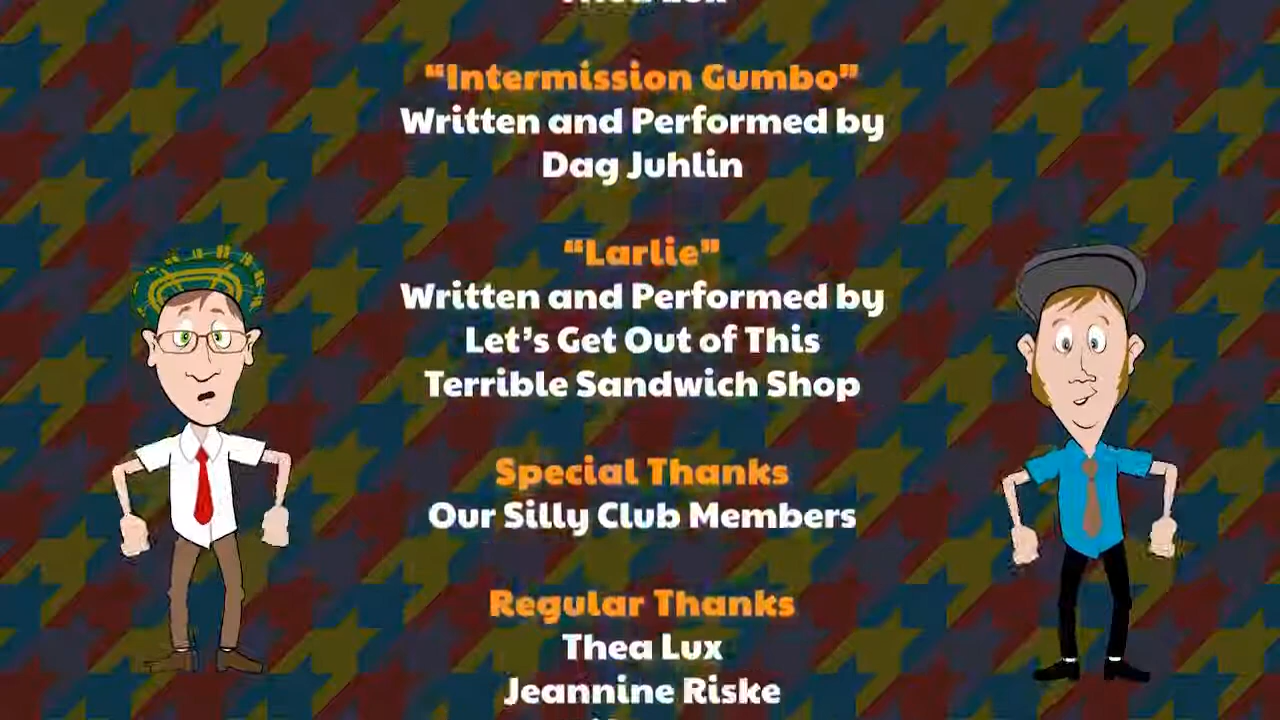 “Intermission Gumbo”
Written and Performed by
Dag Juhlin
“Larlie”
Written and Performed by
Let’s Get Out of This
Terrible Sandwich Shop
Special Thanks
Our Silly Club Members
Regular Thanks
Thea Lux
Jeannine Riske